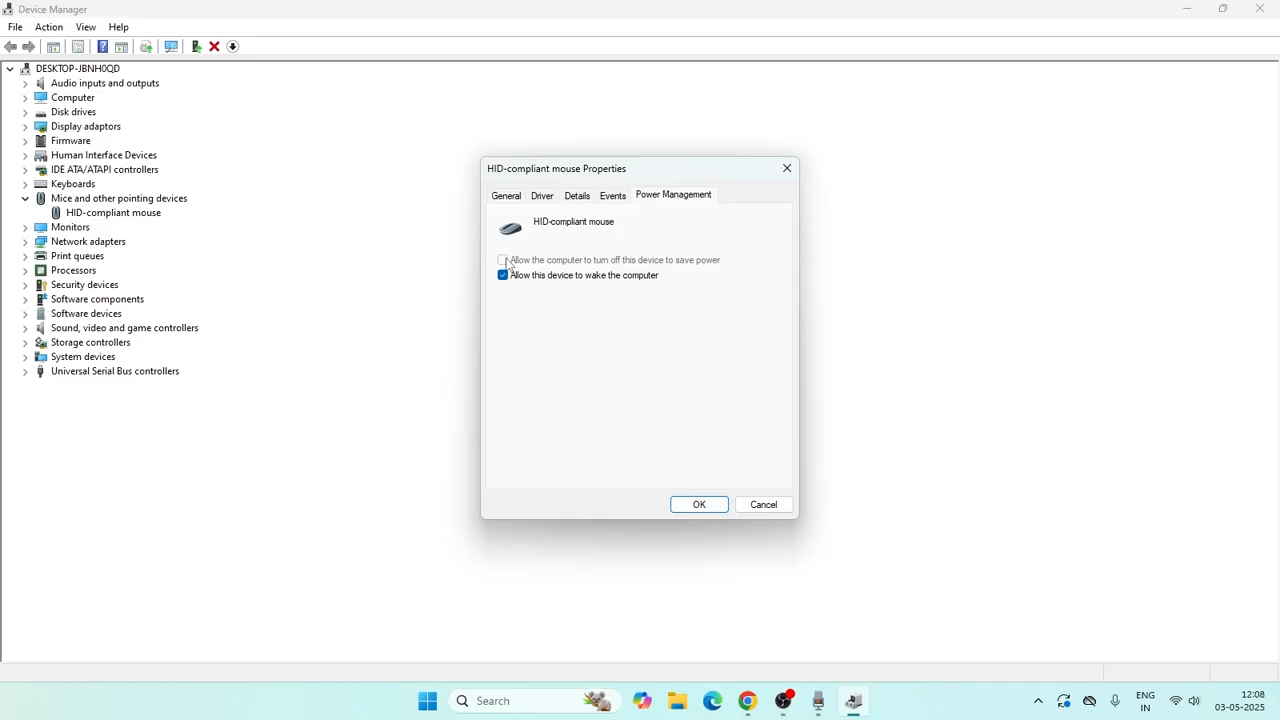 Device Manager
File Action View Help
DESKTOP-JBNH0QD
Audio inputs and outputs
Computer
Disk drives
Display adaptors
Firmware
Human Interface Devices
IDE ATA/ATAPI controllers
Keyboards
Mice and other pointing devices
HID-compliant mouse
Monitors
Network adapters
Print queues
Processors
Security devices
Software components
Software devices
Sound, video and game controllers
Storage controllers
System devices
Universal Serial Bus controllers
HID-compliant mouse Properties
General Driver Details Events Power Management
HID-compliant mouse
Allow the computer to turn off this device to save power
Allow this device to wake the computer
OK Cancel
Search
ENG
IN
12:08
03-05-2025